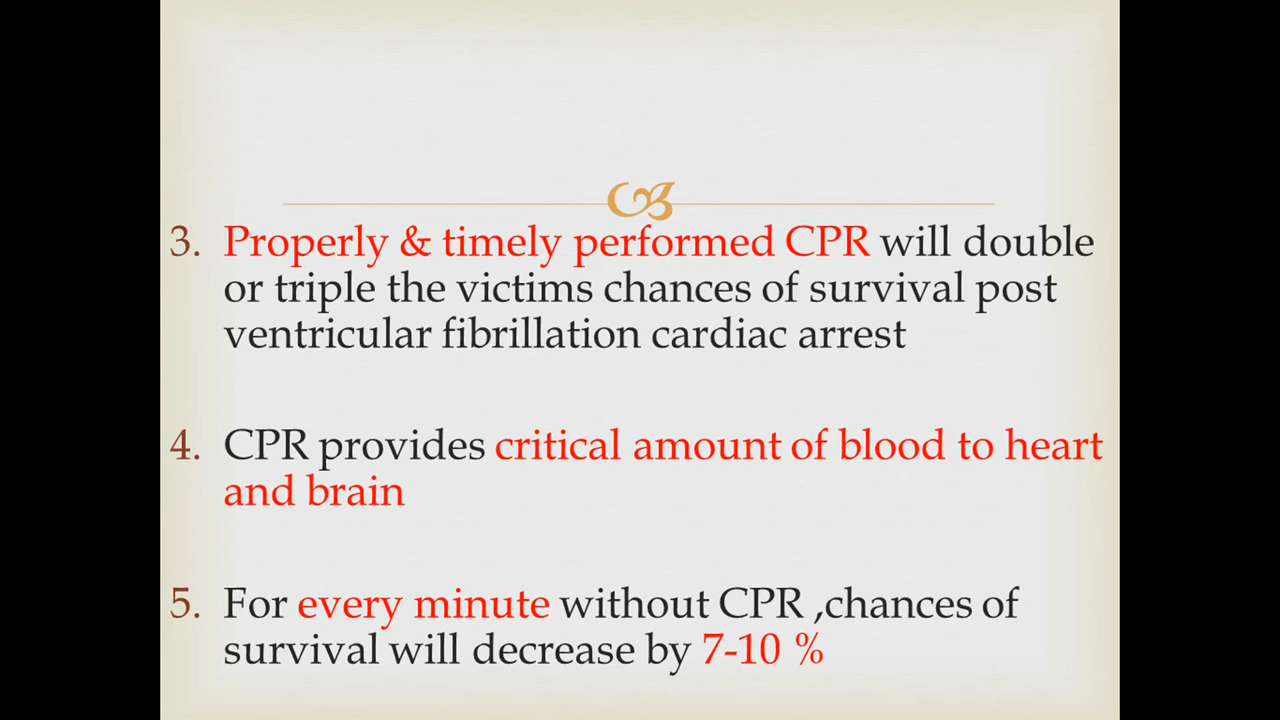 3. Properly & timely performed CPR will double
or triple the victims chances of survival post
ventricular fibrillation cardiac arrest
4. CPR provides critical amount of blood to heart
and brain
5. For every minute without CPR ,chances of
survival will decrease by 7-10 %